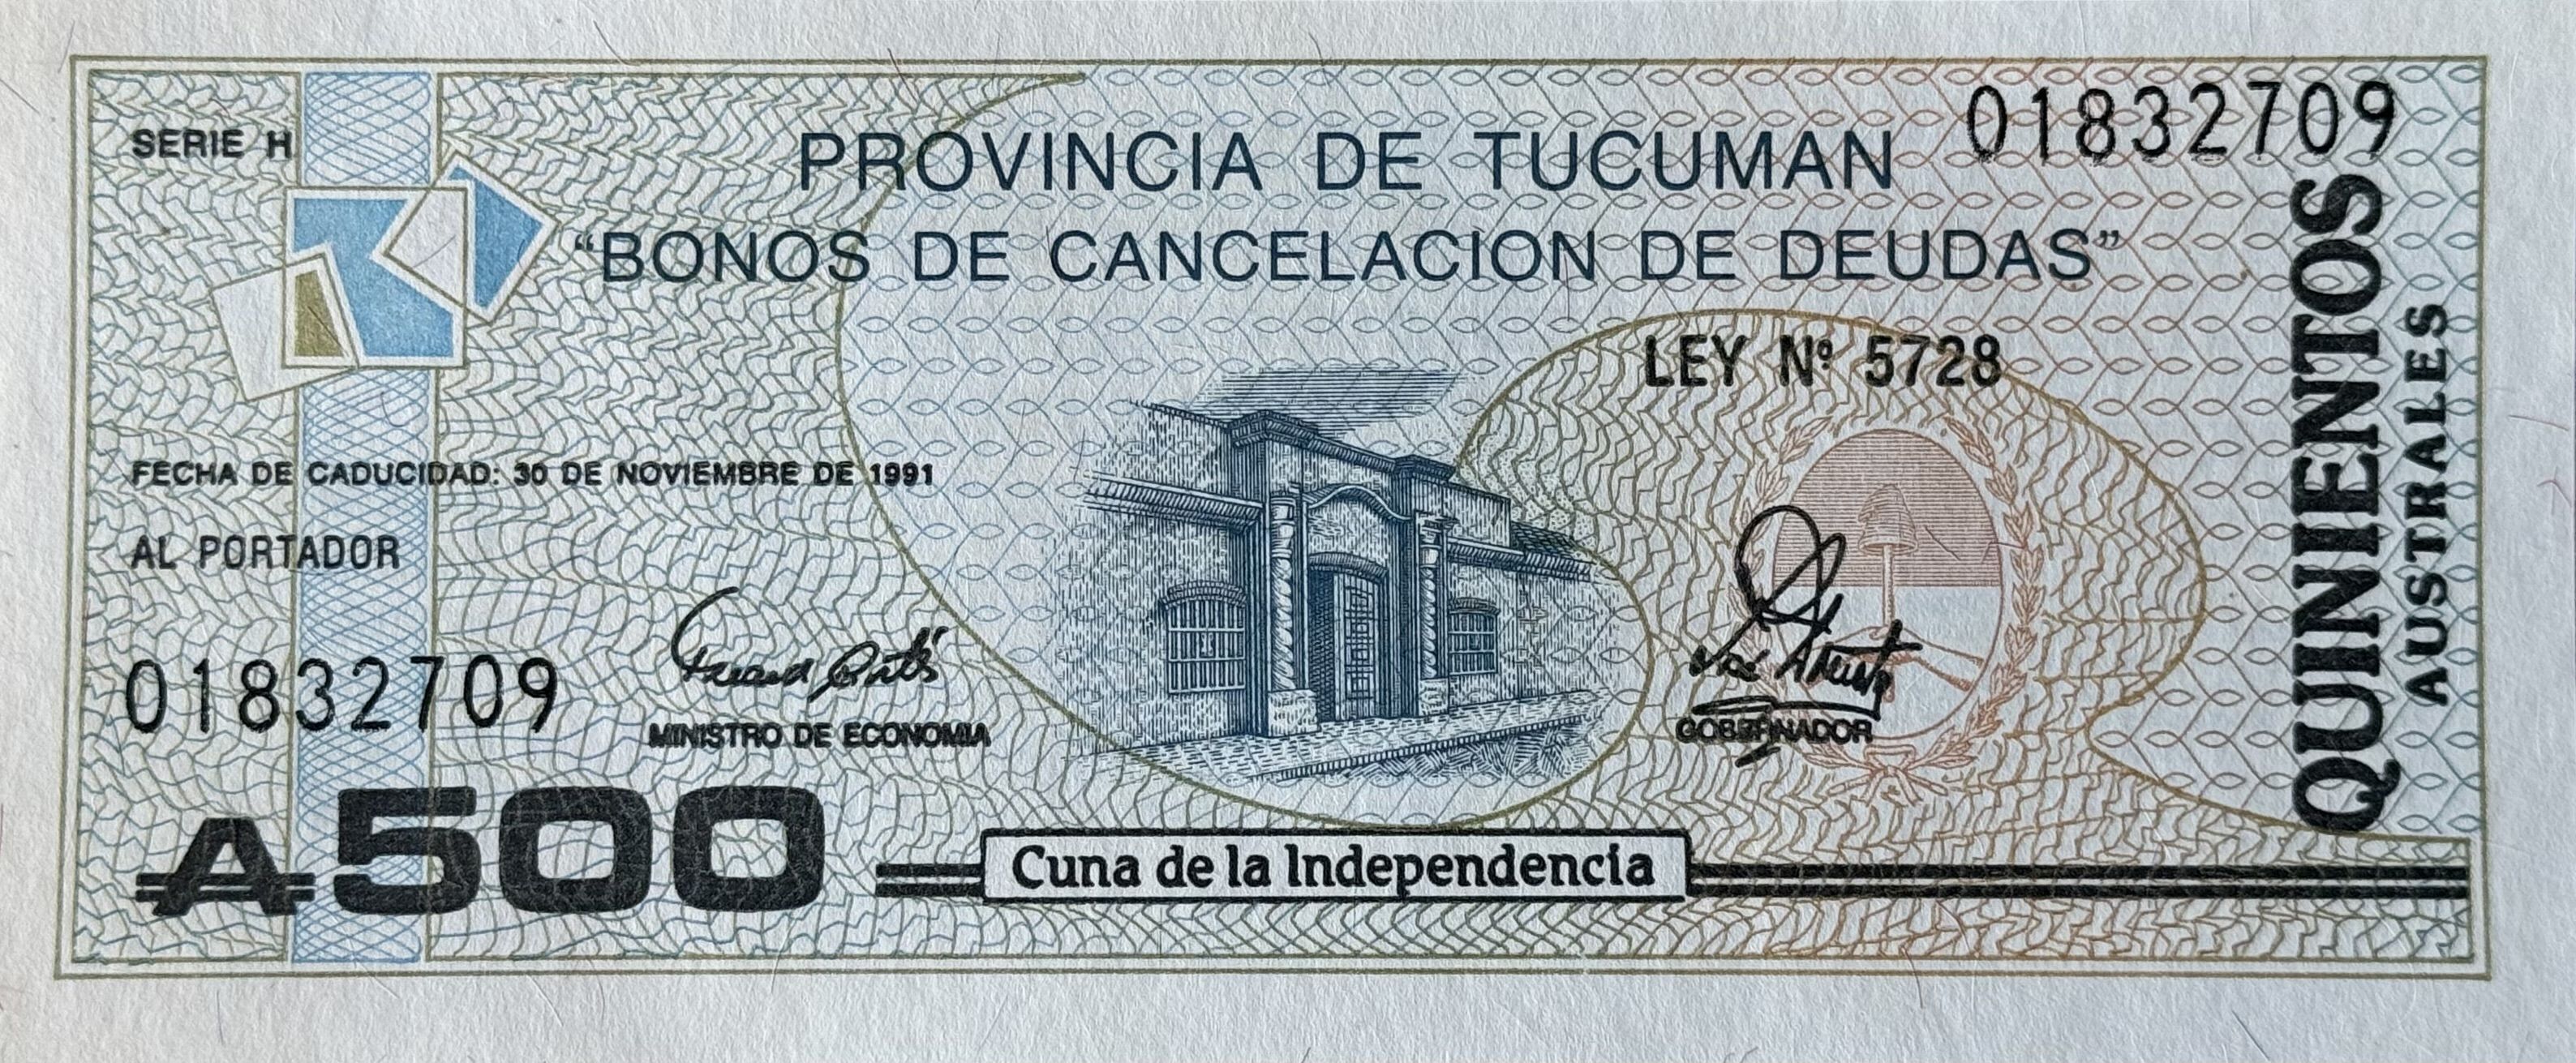 SERIE H
01832709
PROVINCIA DE TUCUMAN
“BONOS DE CANCELACION DE DEUDAS”
LEY Nº 5728
FECHA DE CADUCIDAD: 30 DE NOVIEMBRE DE 1991
AL PORTADOR
01832709
MINISTRO DE ECONOMIA
GOBERNADOR
₳500
Cuna de la Independencia
QUINIENTOS
AUSTRALES